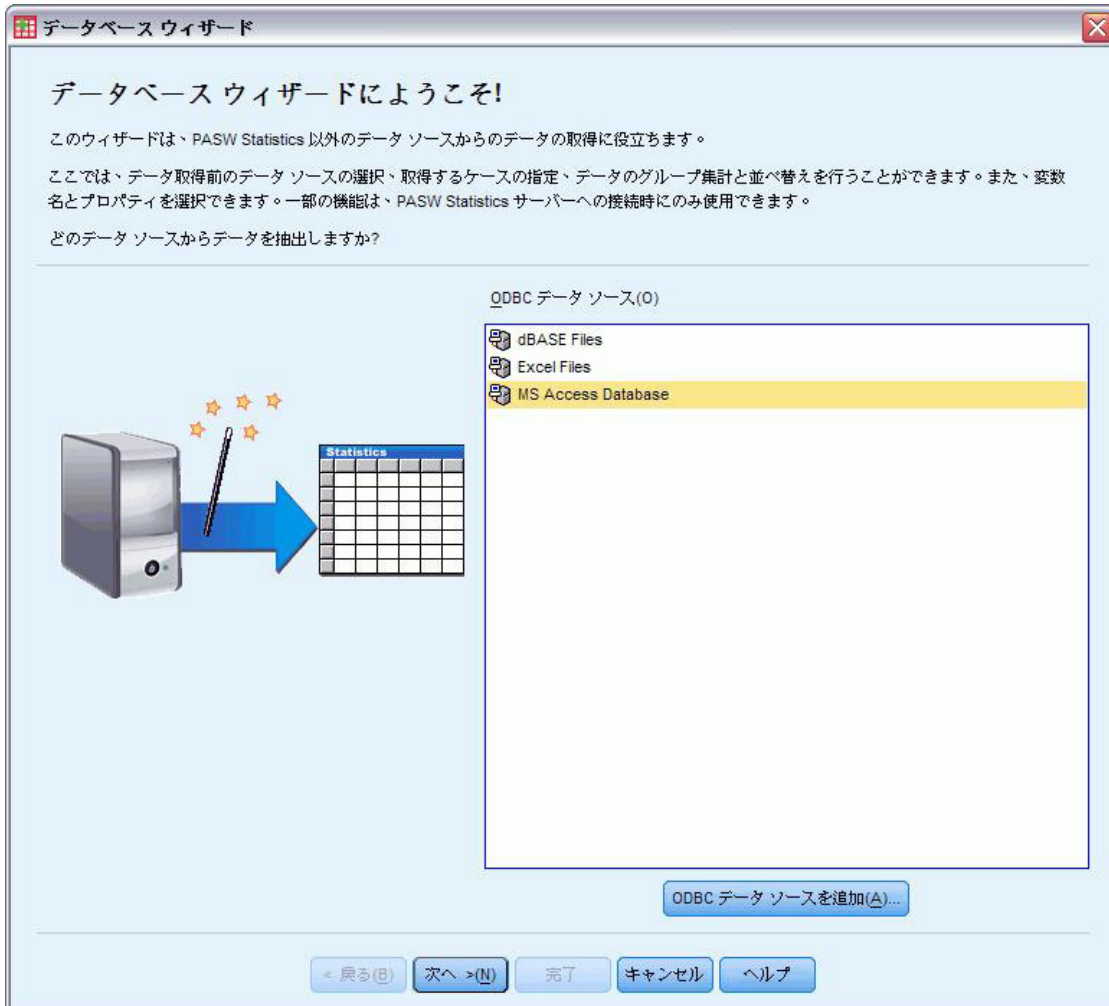 データベース ウィザード
データベース ウィザードにようこそ!
このウィザードは、PASW Statistics 以外のデータ ソースからのデータの取得に役立ちます。
ここでは、データ取得前のデータ ソースの選択、取得するケースの指定、データのグループ集計と並べ替えを行うことができます。また、変数
名とプロパティを選択できます。一部の機能は、PASW Statistics サーバーへの接続時にのみ使用できます。
どのデータ ソースからデータを抽出しますか?
ODBC データ ソース(O)
dBASE Files
Excel Files
MS Access Database
Statistics
ODBC データ ソースを追加(A)...
< 戻る(B)
次へ >(N)
完了
キャンセル
ヘルプ